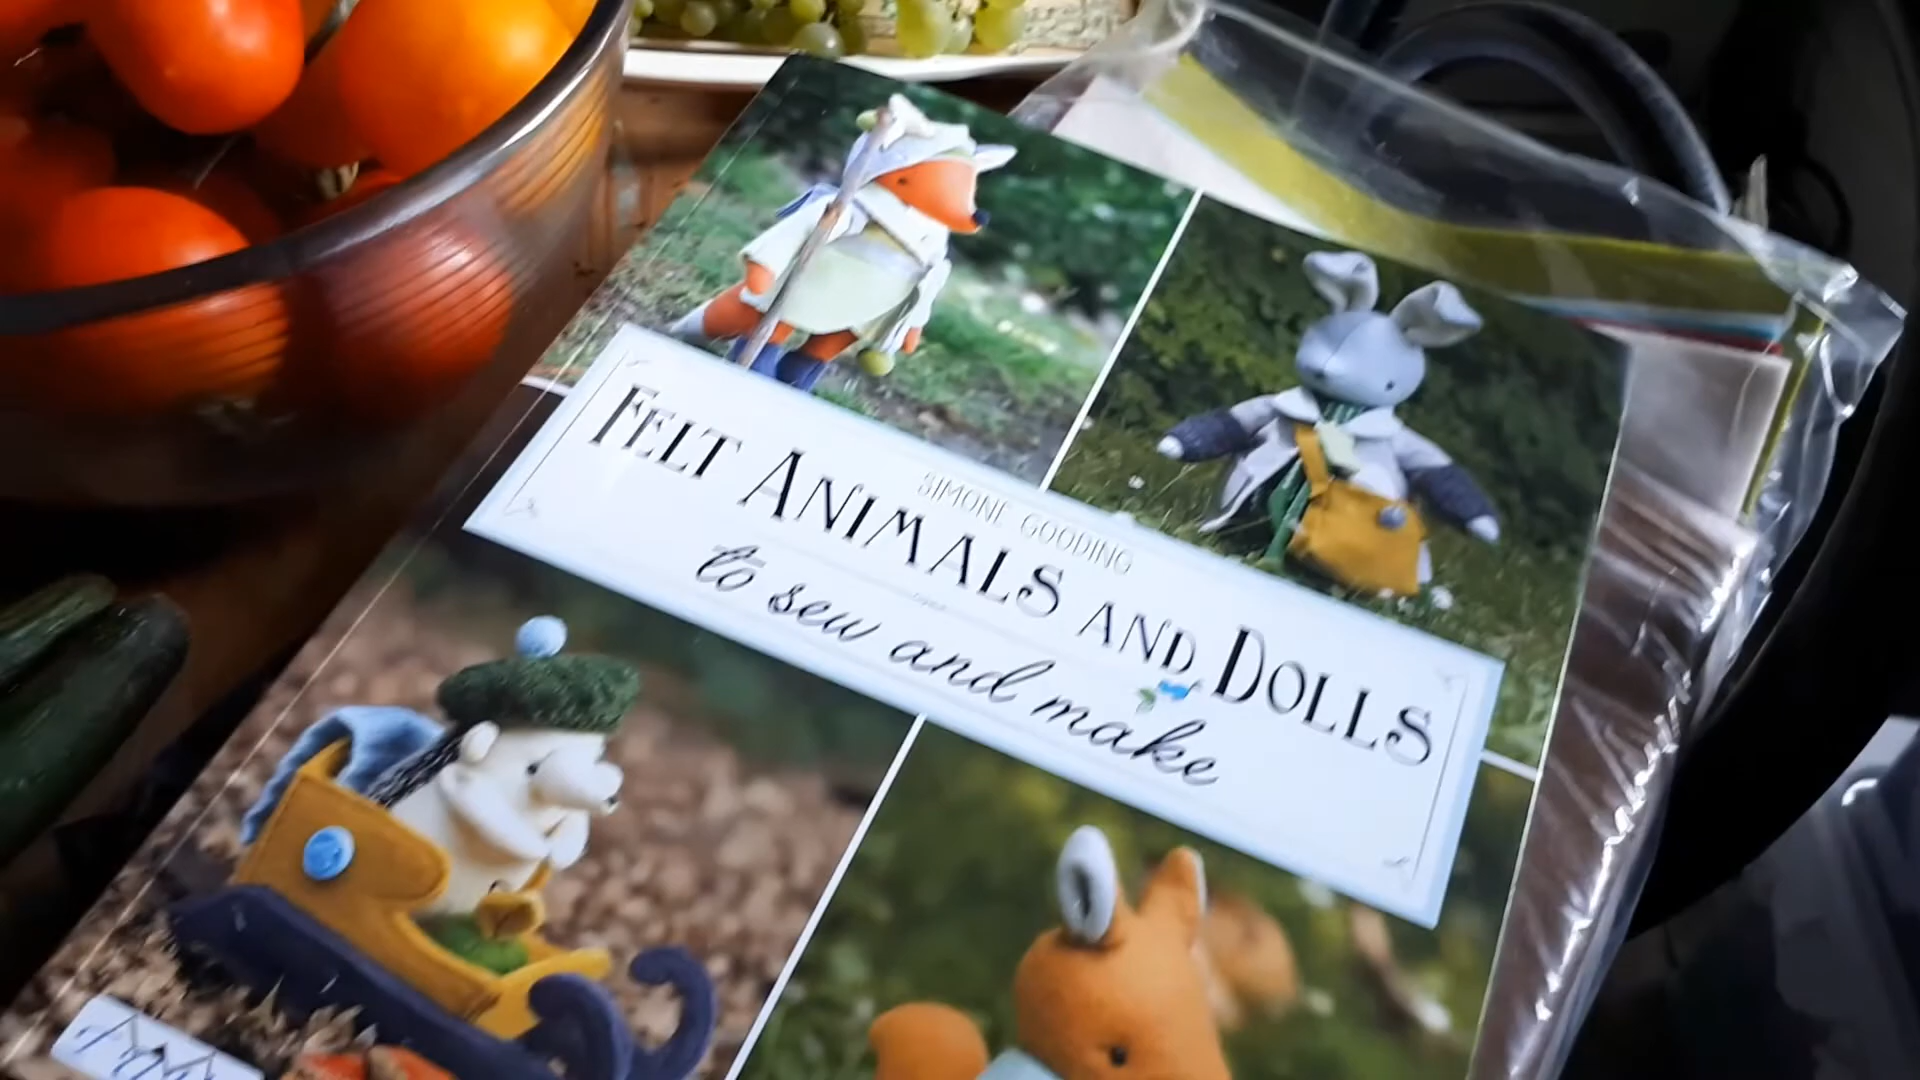 SIMONE GOODING
FELT ANIMALS AND DOLLS
to sew and make